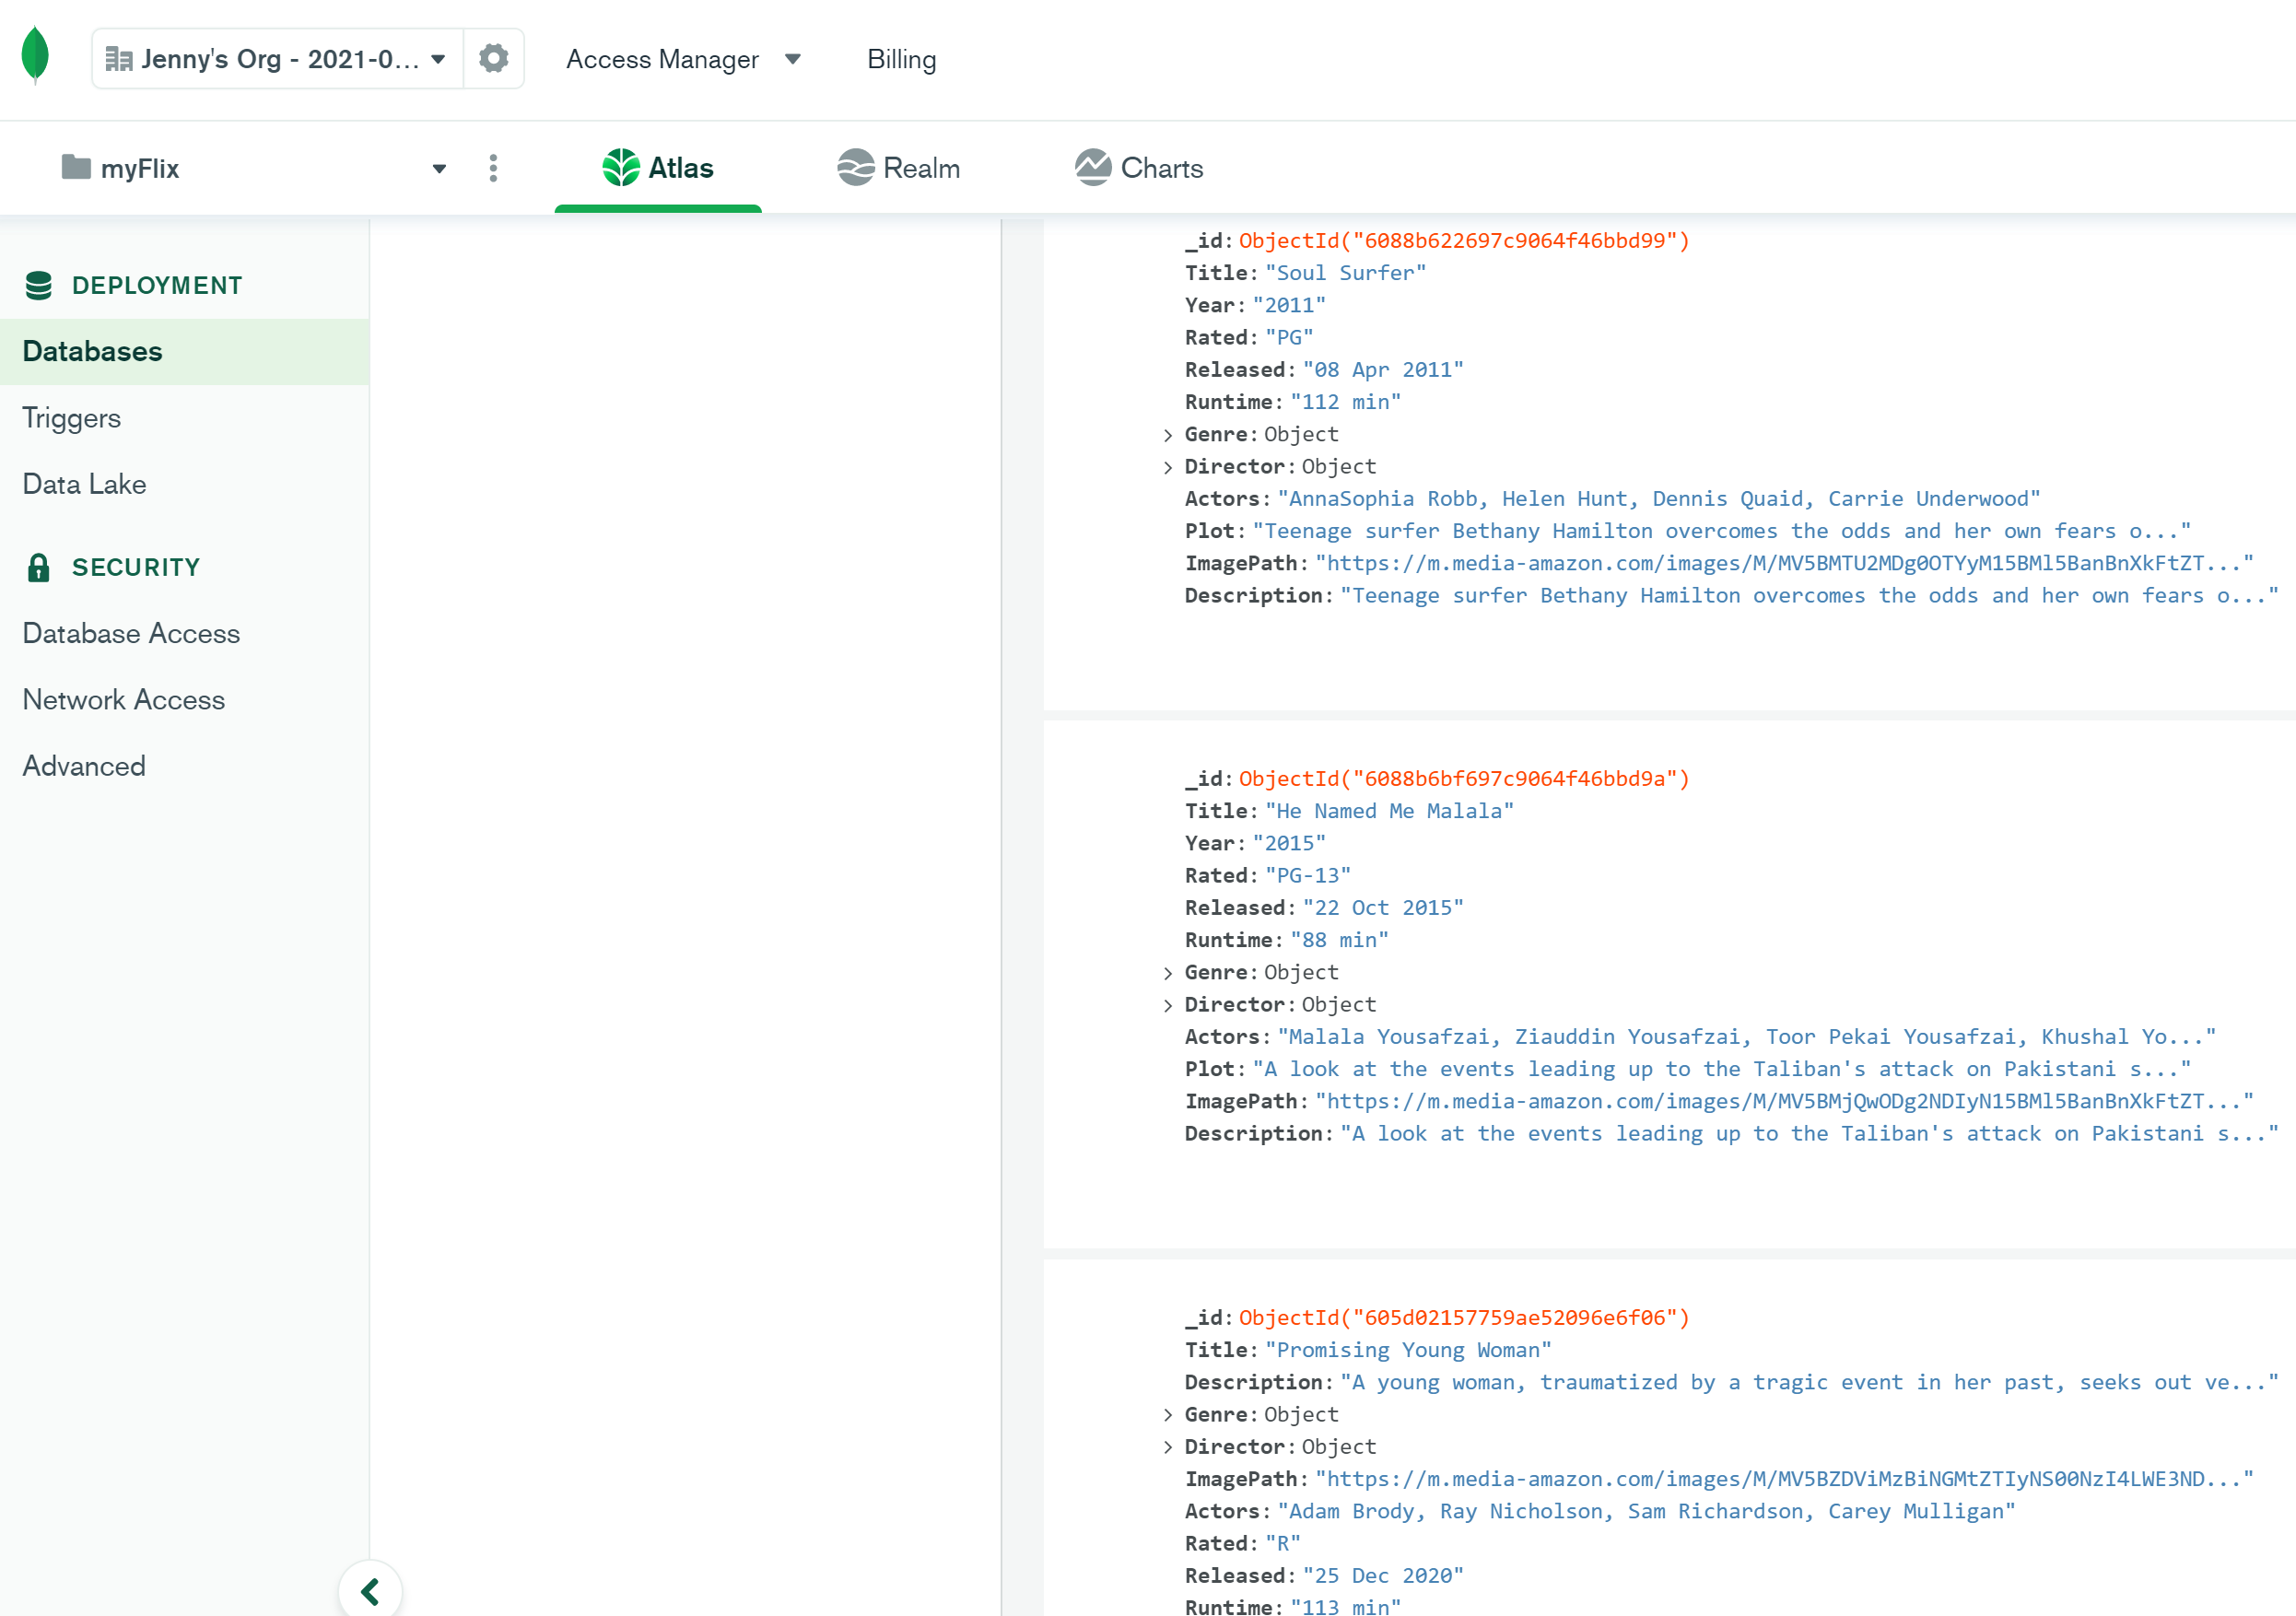 Jenny's Org - 2021-0...
Access Manager
Billing
myFlix
Atlas
Realm
Charts
DEPLOYMENT
Databases
Triggers
Data Lake
SECURITY
Database Access
Network Access
Advanced
_id: ObjectId("6088b622697c9064f46bbd99")
Title: "Soul Surfer"
Year: "2011"
Rated: "PG"
Released: "08 Apr 2011"
Runtime: "112 min"
Genre: Object
Director: Object
Actors: "AnnaSophia Robb, Helen Hunt, Dennis Quaid, Carrie Underwood"
Plot: "Teenage surfer Bethany Hamilton overcomes the odds and her own fears o..."
ImagePath: "https://m.media-amazon.com/images/M/MV5BMTU2MDg0OTYyM15BMl5BanBnXkFtZT..."
Description: "Teenage surfer Bethany Hamilton overcomes the odds and her own fears o..."
_id: ObjectId("6088b6bf697c9064f46bbd9a")
Title: "He Named Me Malala"
Year: "2015"
Rated: "PG-13"
Released: "22 Oct 2015"
Runtime: "88 min"
Genre: Object
Director: Object
Actors: "Malala Yousafzai, Ziauddin Yousafzai, Toor Pekai Yousafzai, Khushal Yo..."
Plot: "A look at the events leading up to the Taliban's attack on Pakistani s..."
ImagePath: "https://m.media-amazon.com/images/M/MV5BMjQwODg2NDIyN15BMl5BanBnXkFtZT..."
Description: "A look at the events leading up to the Taliban's attack on Pakistani s..."
_id: ObjectId("605d02157759ae52096e6f06")
Title: "Promising Young Woman"
Description: "A young woman, traumatized by a tragic event in her past, seeks out ve..."
Genre: Object
Director: Object
ImagePath: "https://m.media-amazon.com/images/M/MV5BZDViMzBiNGMtZTIyNS00NzI4LWE3ND..."
Actors: "Adam Brody, Ray Nicholson, Sam Richardson, Carey Mulligan"
Rated: "R"
Released: "25 Dec 2020"
Runtime: "113 min"